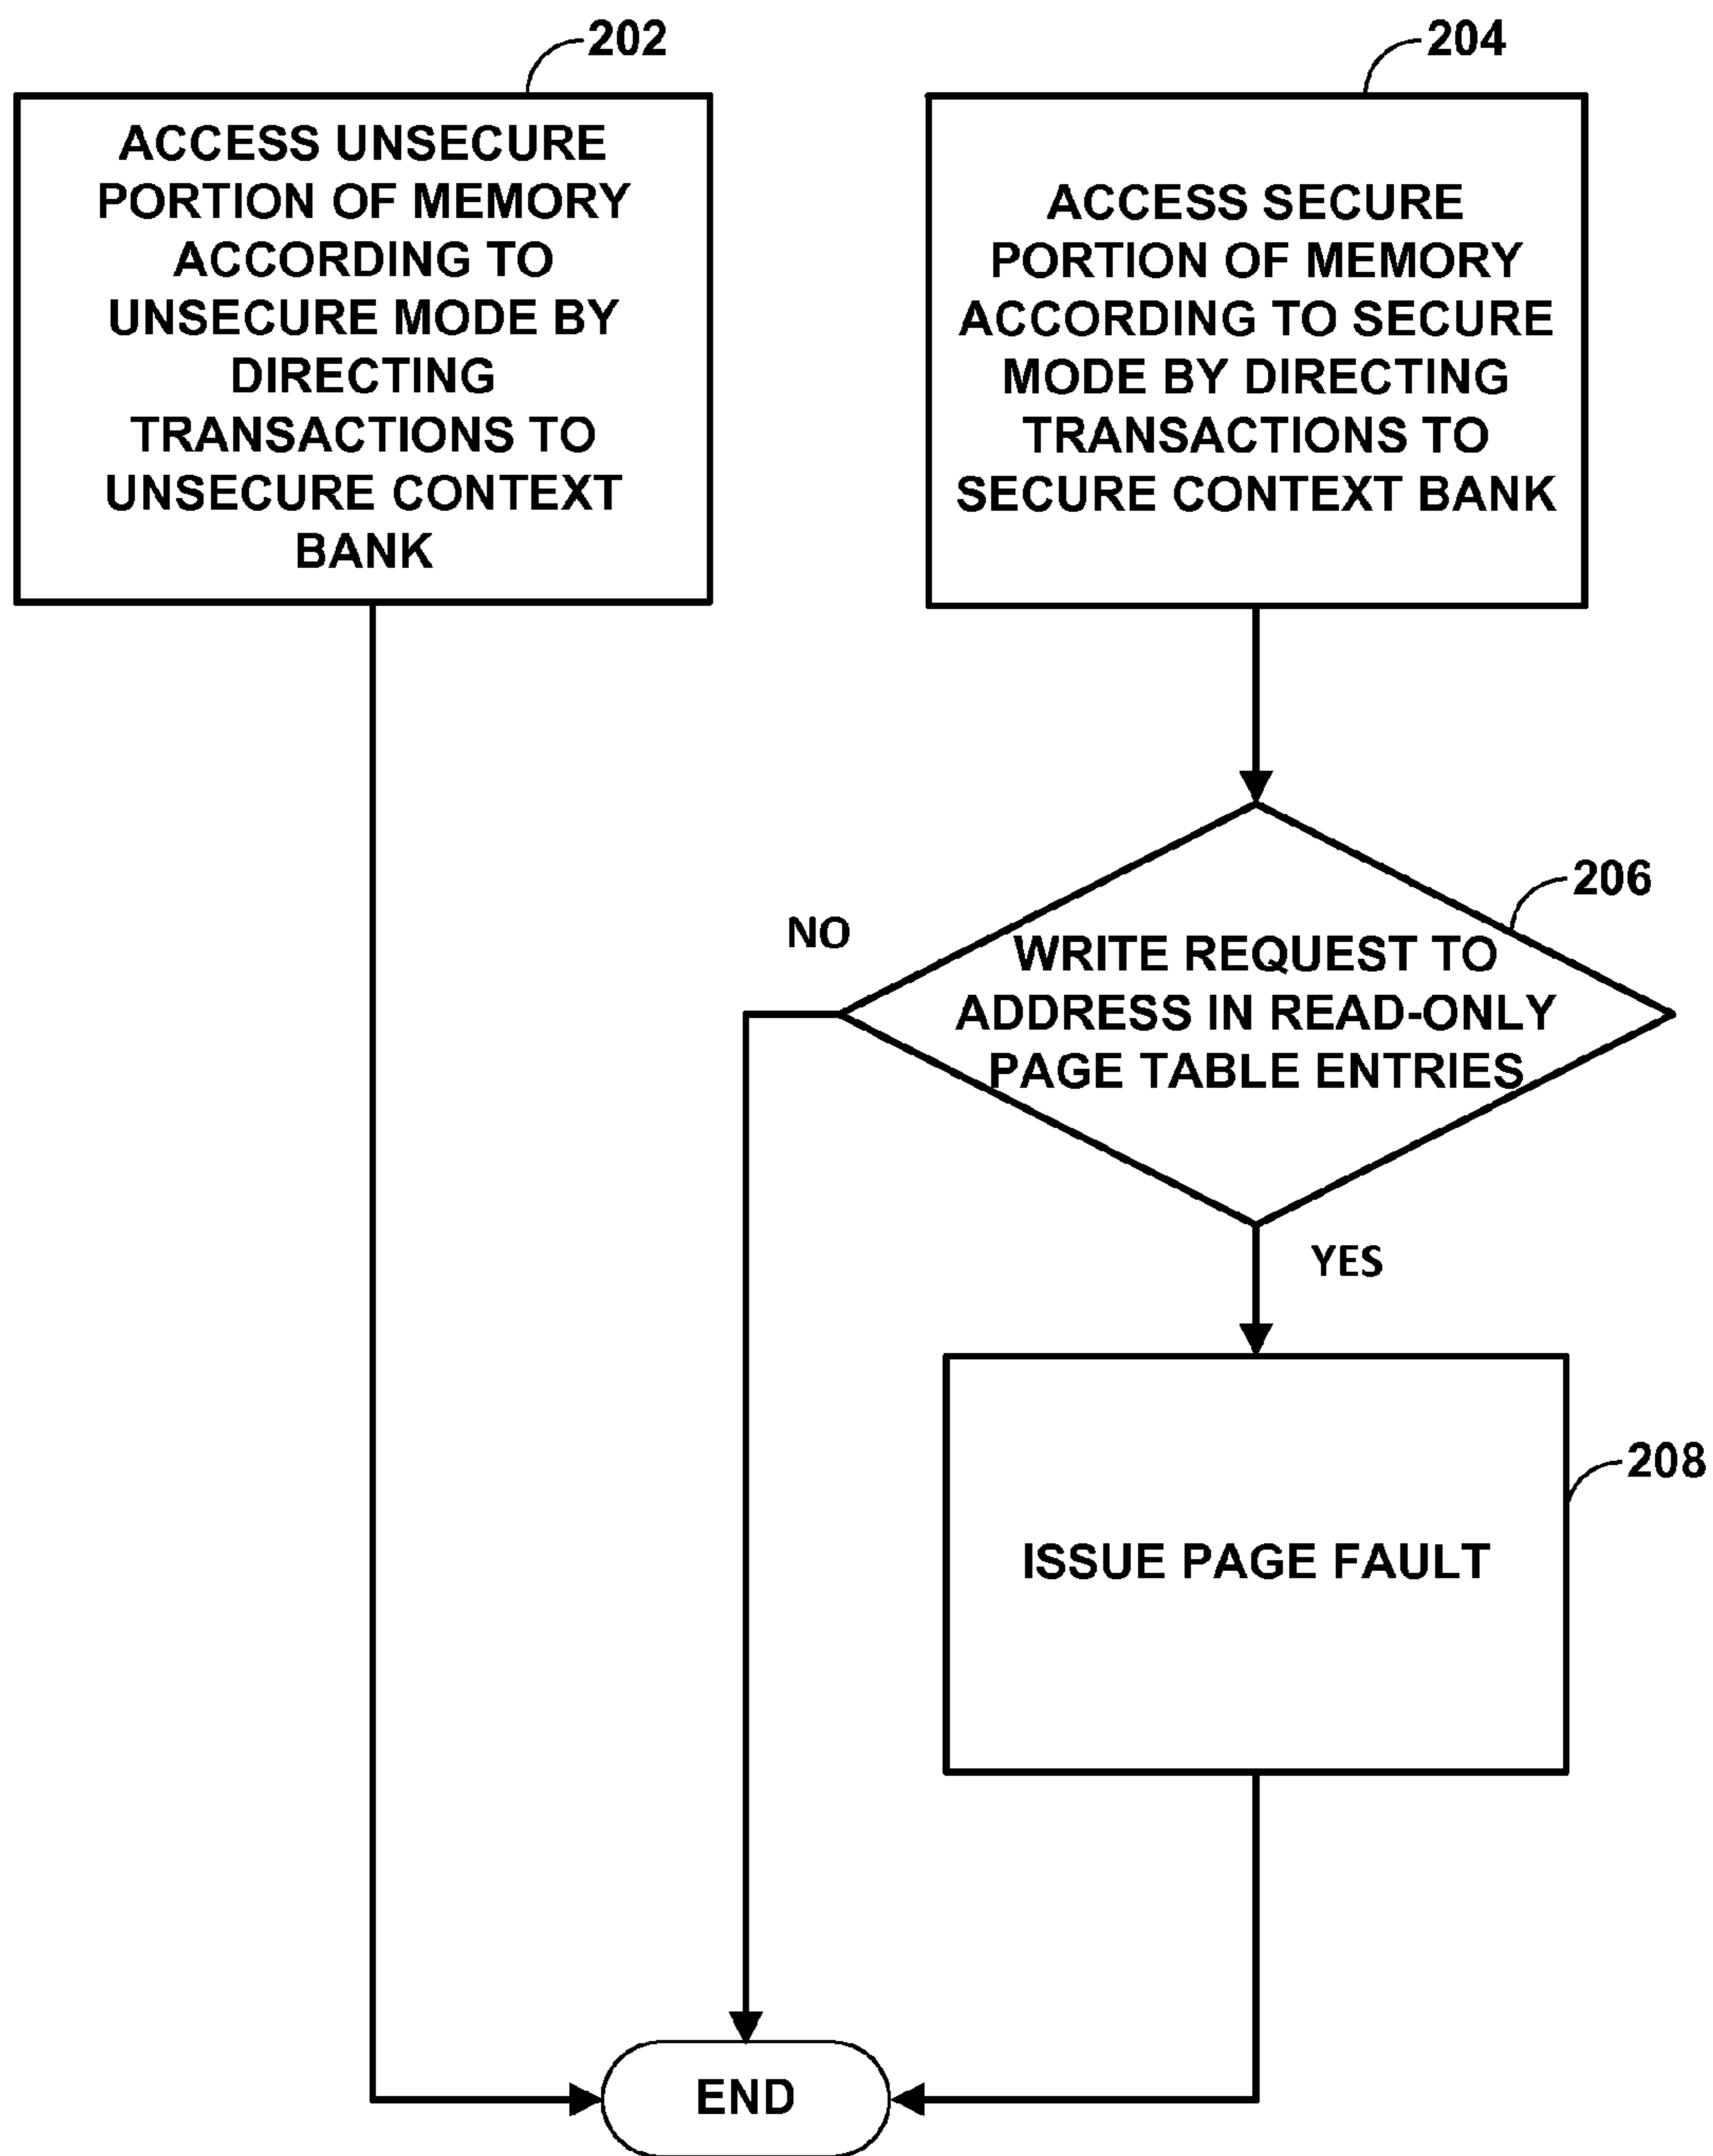 202
ACCESS UNSECURE
PORTION OF MEMORY
ACCORDING TO
UNSECURE MODE BY
DIRECTING
TRANSACTIONS TO
UNSECURE CONTEXT
BANK
204
ACCESS SECURE
PORTION OF MEMORY
ACCORDING TO SECURE
MODE BY DIRECTING
TRANSACTIONS TO
SECURE CONTEXT BANK
206
NO
WRITE REQUEST TO
ADDRESS IN READ-ONLY
PAGE TABLE ENTRIES
YES
208
ISSUE PAGE FAULT
END